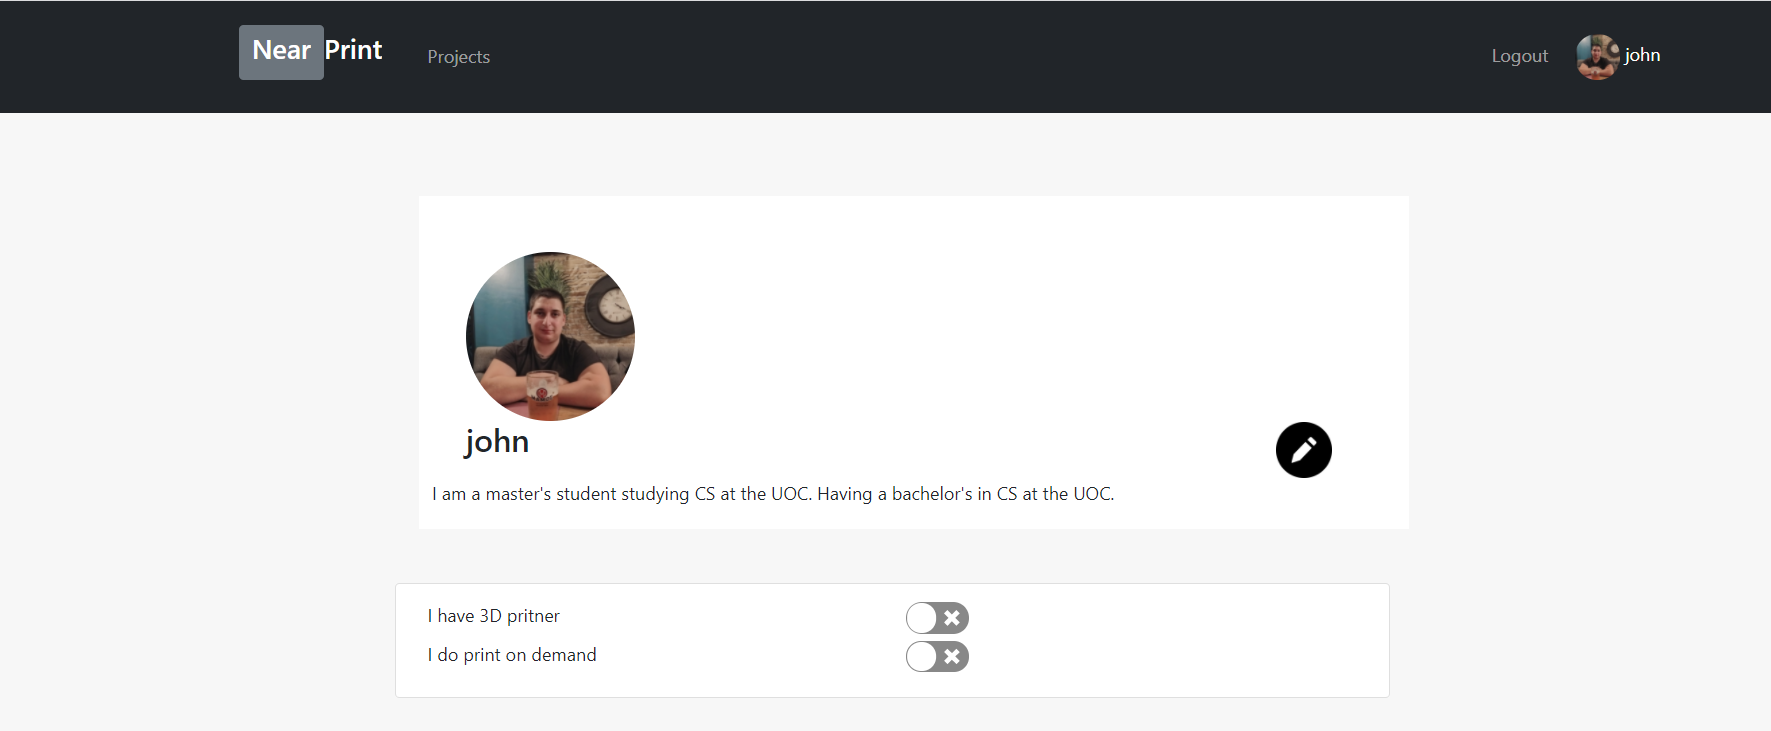 Near Print
Projects
Logout
john
john
I am a master's student studying CS at the UOC. Having a bachelor's in CS at the UOC.
I have 3D pritner
I do print on demand